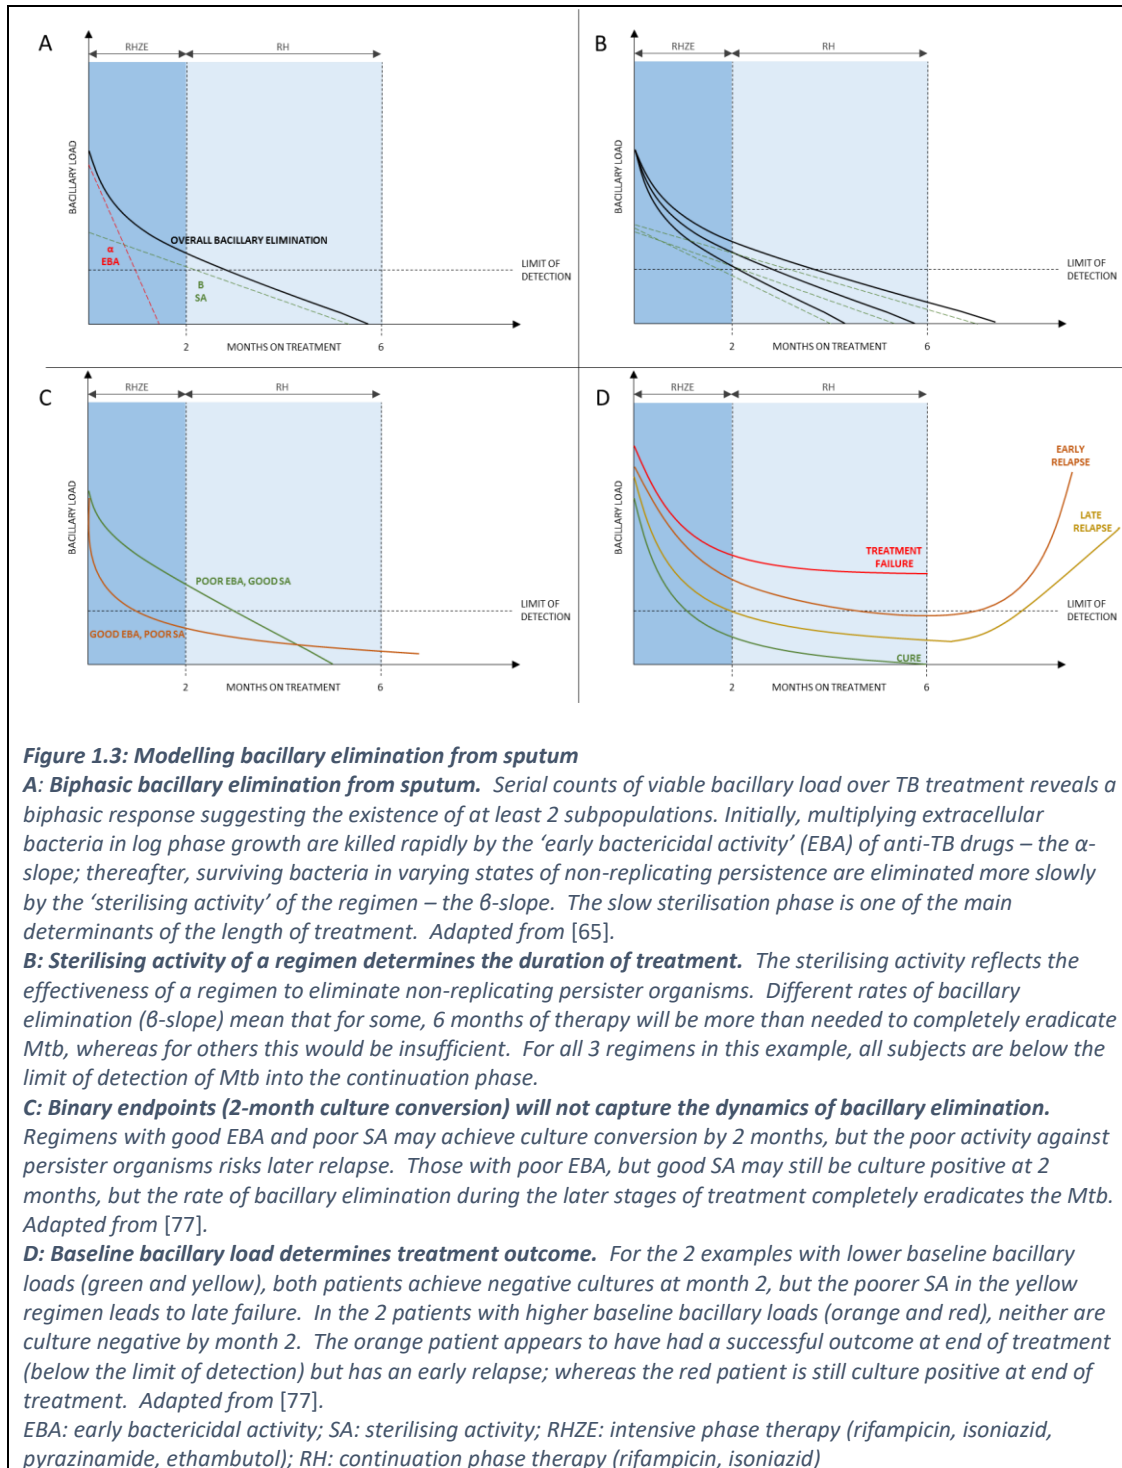 A
RHZE
RH
BACILLARY LOAD
α
EBA
OVERALL BACILLARY ELIMINATION
B
SA
LIMIT OF
DETECTION
2
MONTHS ON TREATMENT
6
B
RHZE
RH
BACILLARY LOAD
LIMIT OF
DETECTION
2
MONTHS ON TREATMENT
6
C
RHZE
RH
BACILLARY LOAD
POOR EBA, GOOD SA
GOOD EBA, POOR SA
LIMIT OF
DETECTION
2
MONTHS ON TREATMENT
6
D
RHZE
RH
BACILLARY LOAD
EARLY
RELAPSE
LATE
RELAPSE
TREATMENT
FAILURE
LIMIT OF
DETECTION
CURE
2
MONTHS ON TREATMENT
6
Figure 1.3: Modelling bacillary elimination from sputum
A: Biphasic bacillary elimination from sputum. Serial counts of viable bacillary load over TB treatment reveals a
biphasic response suggesting the existence of at least 2 subpopulations. Initially, multiplying extracellular
bacteria in log phase growth are killed rapidly by the ‘early bactericidal activity’ (EBA) of anti-TB drugs – the α-
slope; thereafter, surviving bacteria in varying states of non-replicating persistence are eliminated more slowly
by the ‘sterilising activity’ of the regimen – the β-slope. The slow sterilisation phase is one of the main
determinants of the length of treatment. Adapted from [65].
B: Sterilising activity of a regimen determines the duration of treatment. The sterilising activity reflects the
effectiveness of a regimen to eliminate non-replicating persister organisms. Different rates of bacillary
elimination (β-slope) mean that for some, 6 months of therapy will be more than needed to completely eradicate
Mtb, whereas for others this would be insufficient. For all 3 regimens in this example, all subjects are below the
limit of detection of Mtb into the continuation phase.
C: Binary endpoints (2-month culture conversion) will not capture the dynamics of bacillary elimination.
Regimens with good EBA and poor SA may achieve culture conversion by 2 months, but the poor activity against
persister organisms risks later relapse. Those with poor EBA, but good SA may still be culture positive at 2
months, but the rate of bacillary elimination during the later stages of treatment completely eradicates the Mtb.
Adapted from [77].
D: Baseline bacillary load determines treatment outcome. For the 2 examples with lower baseline bacillary
loads (green and yellow), both patients achieve negative cultures at month 2, but the poorer SA in the yellow
regimen leads to late failure. In the 2 patients with higher baseline bacillary loads (orange and red), neither are
culture negative by month 2. The orange patient appears to have had a successful outcome at end of treatment
(below the limit of detection) but has an early relapse; whereas the red patient is still culture positive at end of
treatment. Adapted from [77].
EBA: early bactericidal activity; SA: sterilising activity; RHZE: intensive phase therapy (rifampicin, isoniazid,
pyrazinamide, ethambutol); RH: continuation phase therapy (rifampicin, isoniazid)